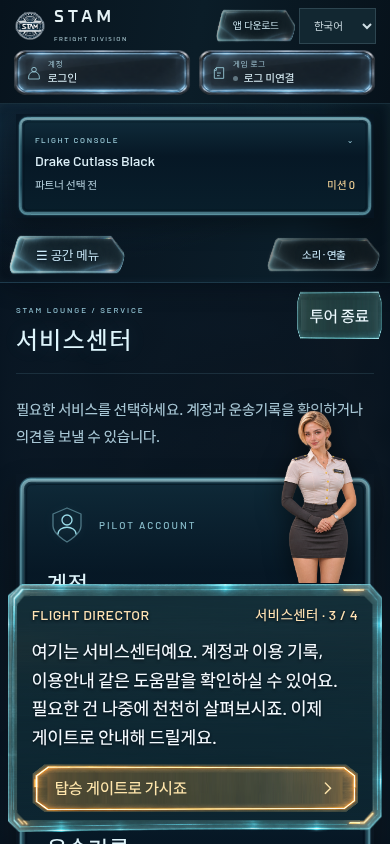 STAM
STAM
FREIGHT DIVISION
앱 다운로드
한국어
계정
로그인
게임 로그
로그 미연결
FLIGHT CONSOLE
Drake Cutlass Black
파트너 선택 전
미션 0
☰ 공간 메뉴
소리·연출
STAM LOUNGE / SERVICE
서비스센터
투어 종료
필요한 서비스를 선택하세요. 계정과 운송기록을 확인하거나
의견을 보낼 수 있습니다.
PILOT ACCOUNT
계정
FLIGHT DIRECTOR
서비스센터 · 3 / 4
여기는 서비스센터예요. 계정과 이용 기록,
이용안내 같은 도움말을 확인하실 수 있어요.
필요한 건 나중에 천천히 살펴보시죠. 이제
게이트로 안내해 드릴게요.
탑승 게이트로 가시죠